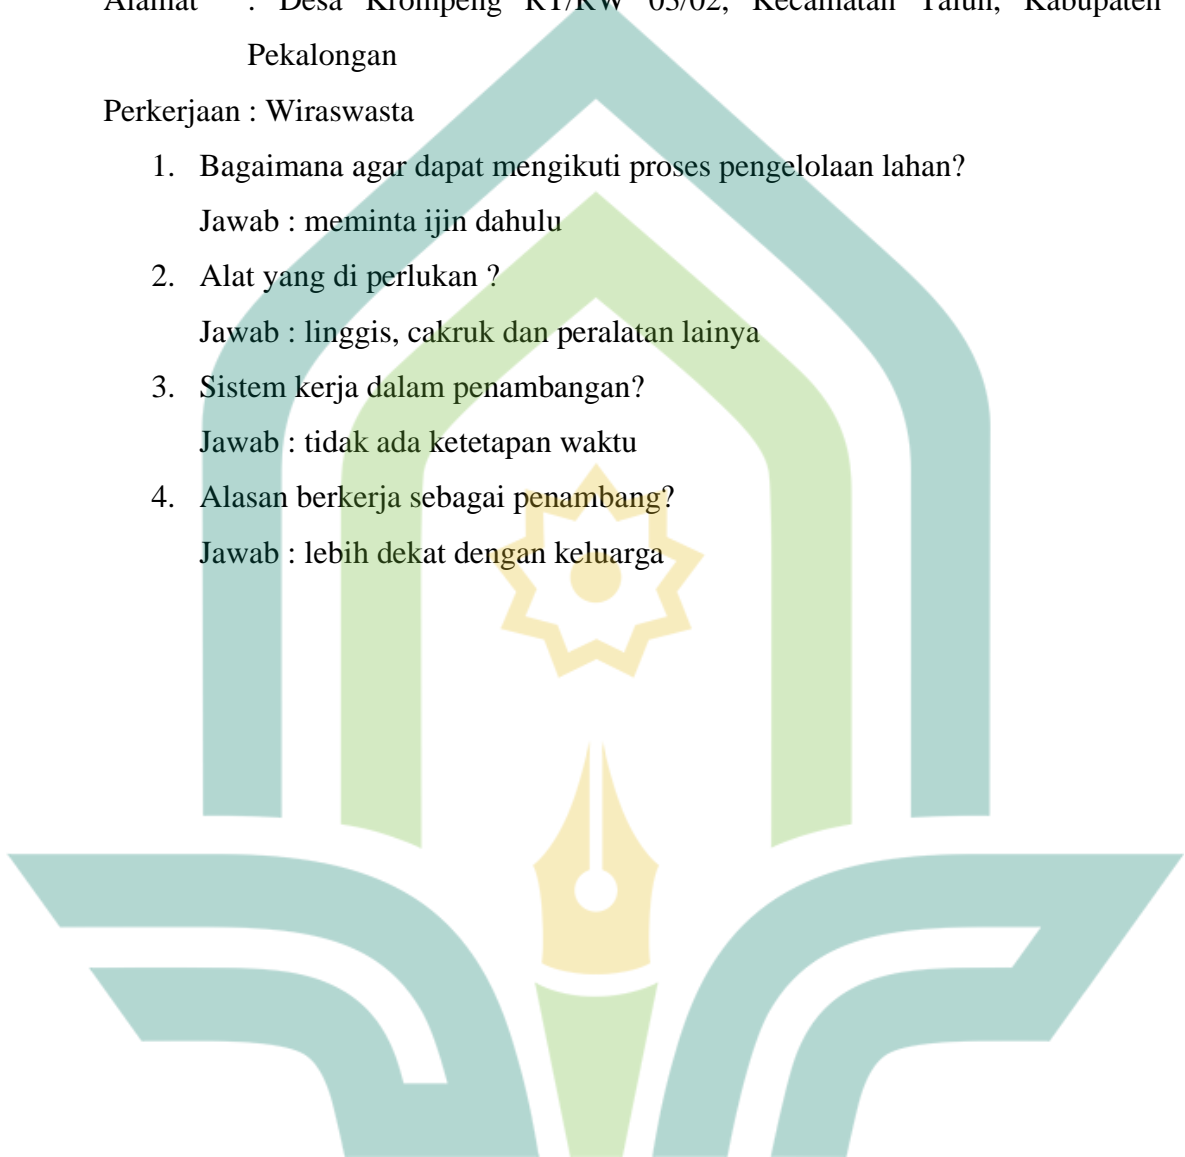 Alamat : Desa Krompeng RT/RW 03/02, Kecamatan Talun, Kabupaten
Pekalongan
Perkerjaan : Wiraswasta
1. Bagaimana agar dapat mengikuti proses pengelolaan lahan?
Jawab : meminta ijin dahulu
2. Alat yang di perlukan ?
Jawab : linggis, cakruk dan peralatan lainya
3. Sistem kerja dalam penambangan?
Jawab : tidak ada ketetapan waktu
4. Alasan berkerja sebagai penambang?
Jawab : lebih dekat dengan keluarga